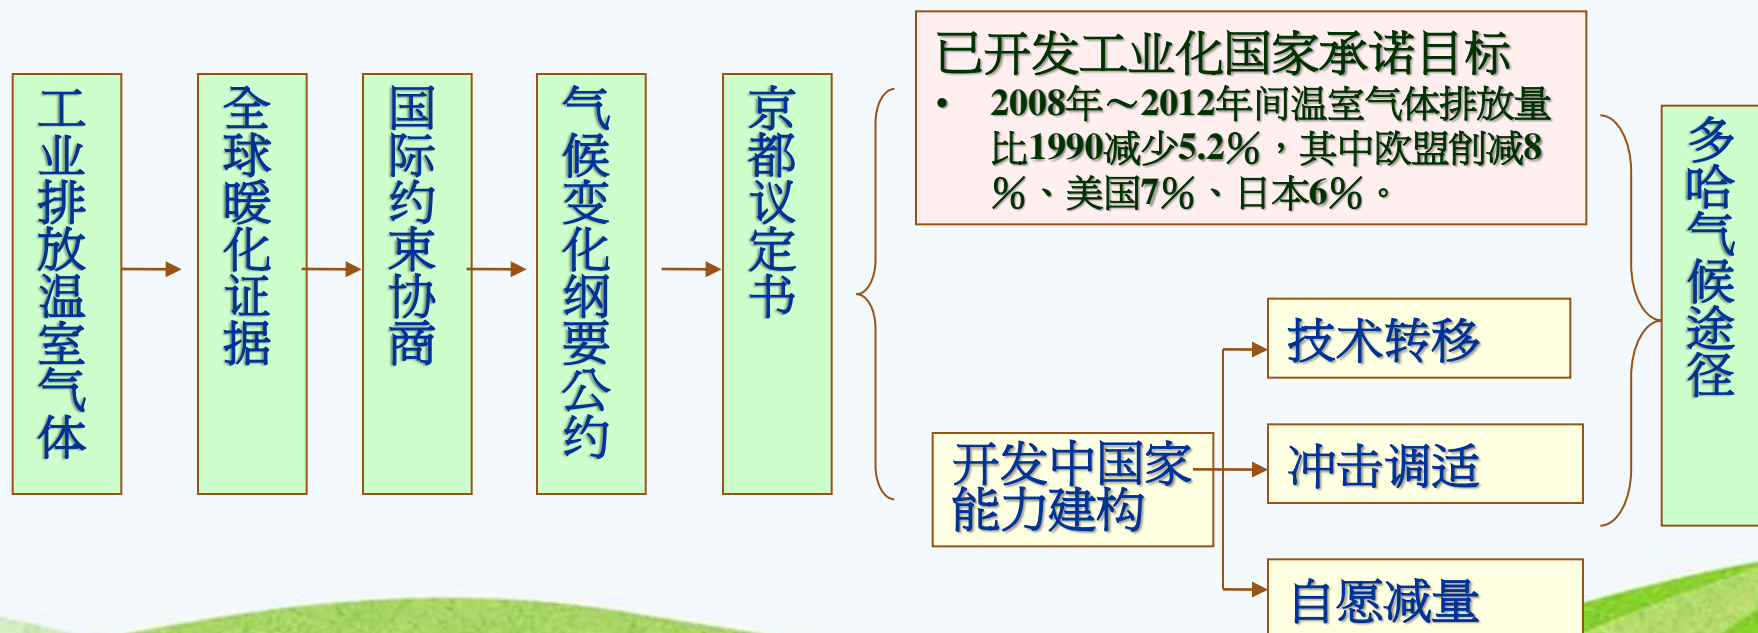 工业排放温室气体
全球暖化证据
国际约束协商
气候变化纲要公约
京都议定书
已开发工业化国家承诺目标
• 2008年～2012年间温室气体排放量
比1990减少5.2％，其中欧盟削减8
％、美国7％、日本6％。
开发中国家
能力建构
技术转移
冲击调适
自愿减量
多哈气候途径